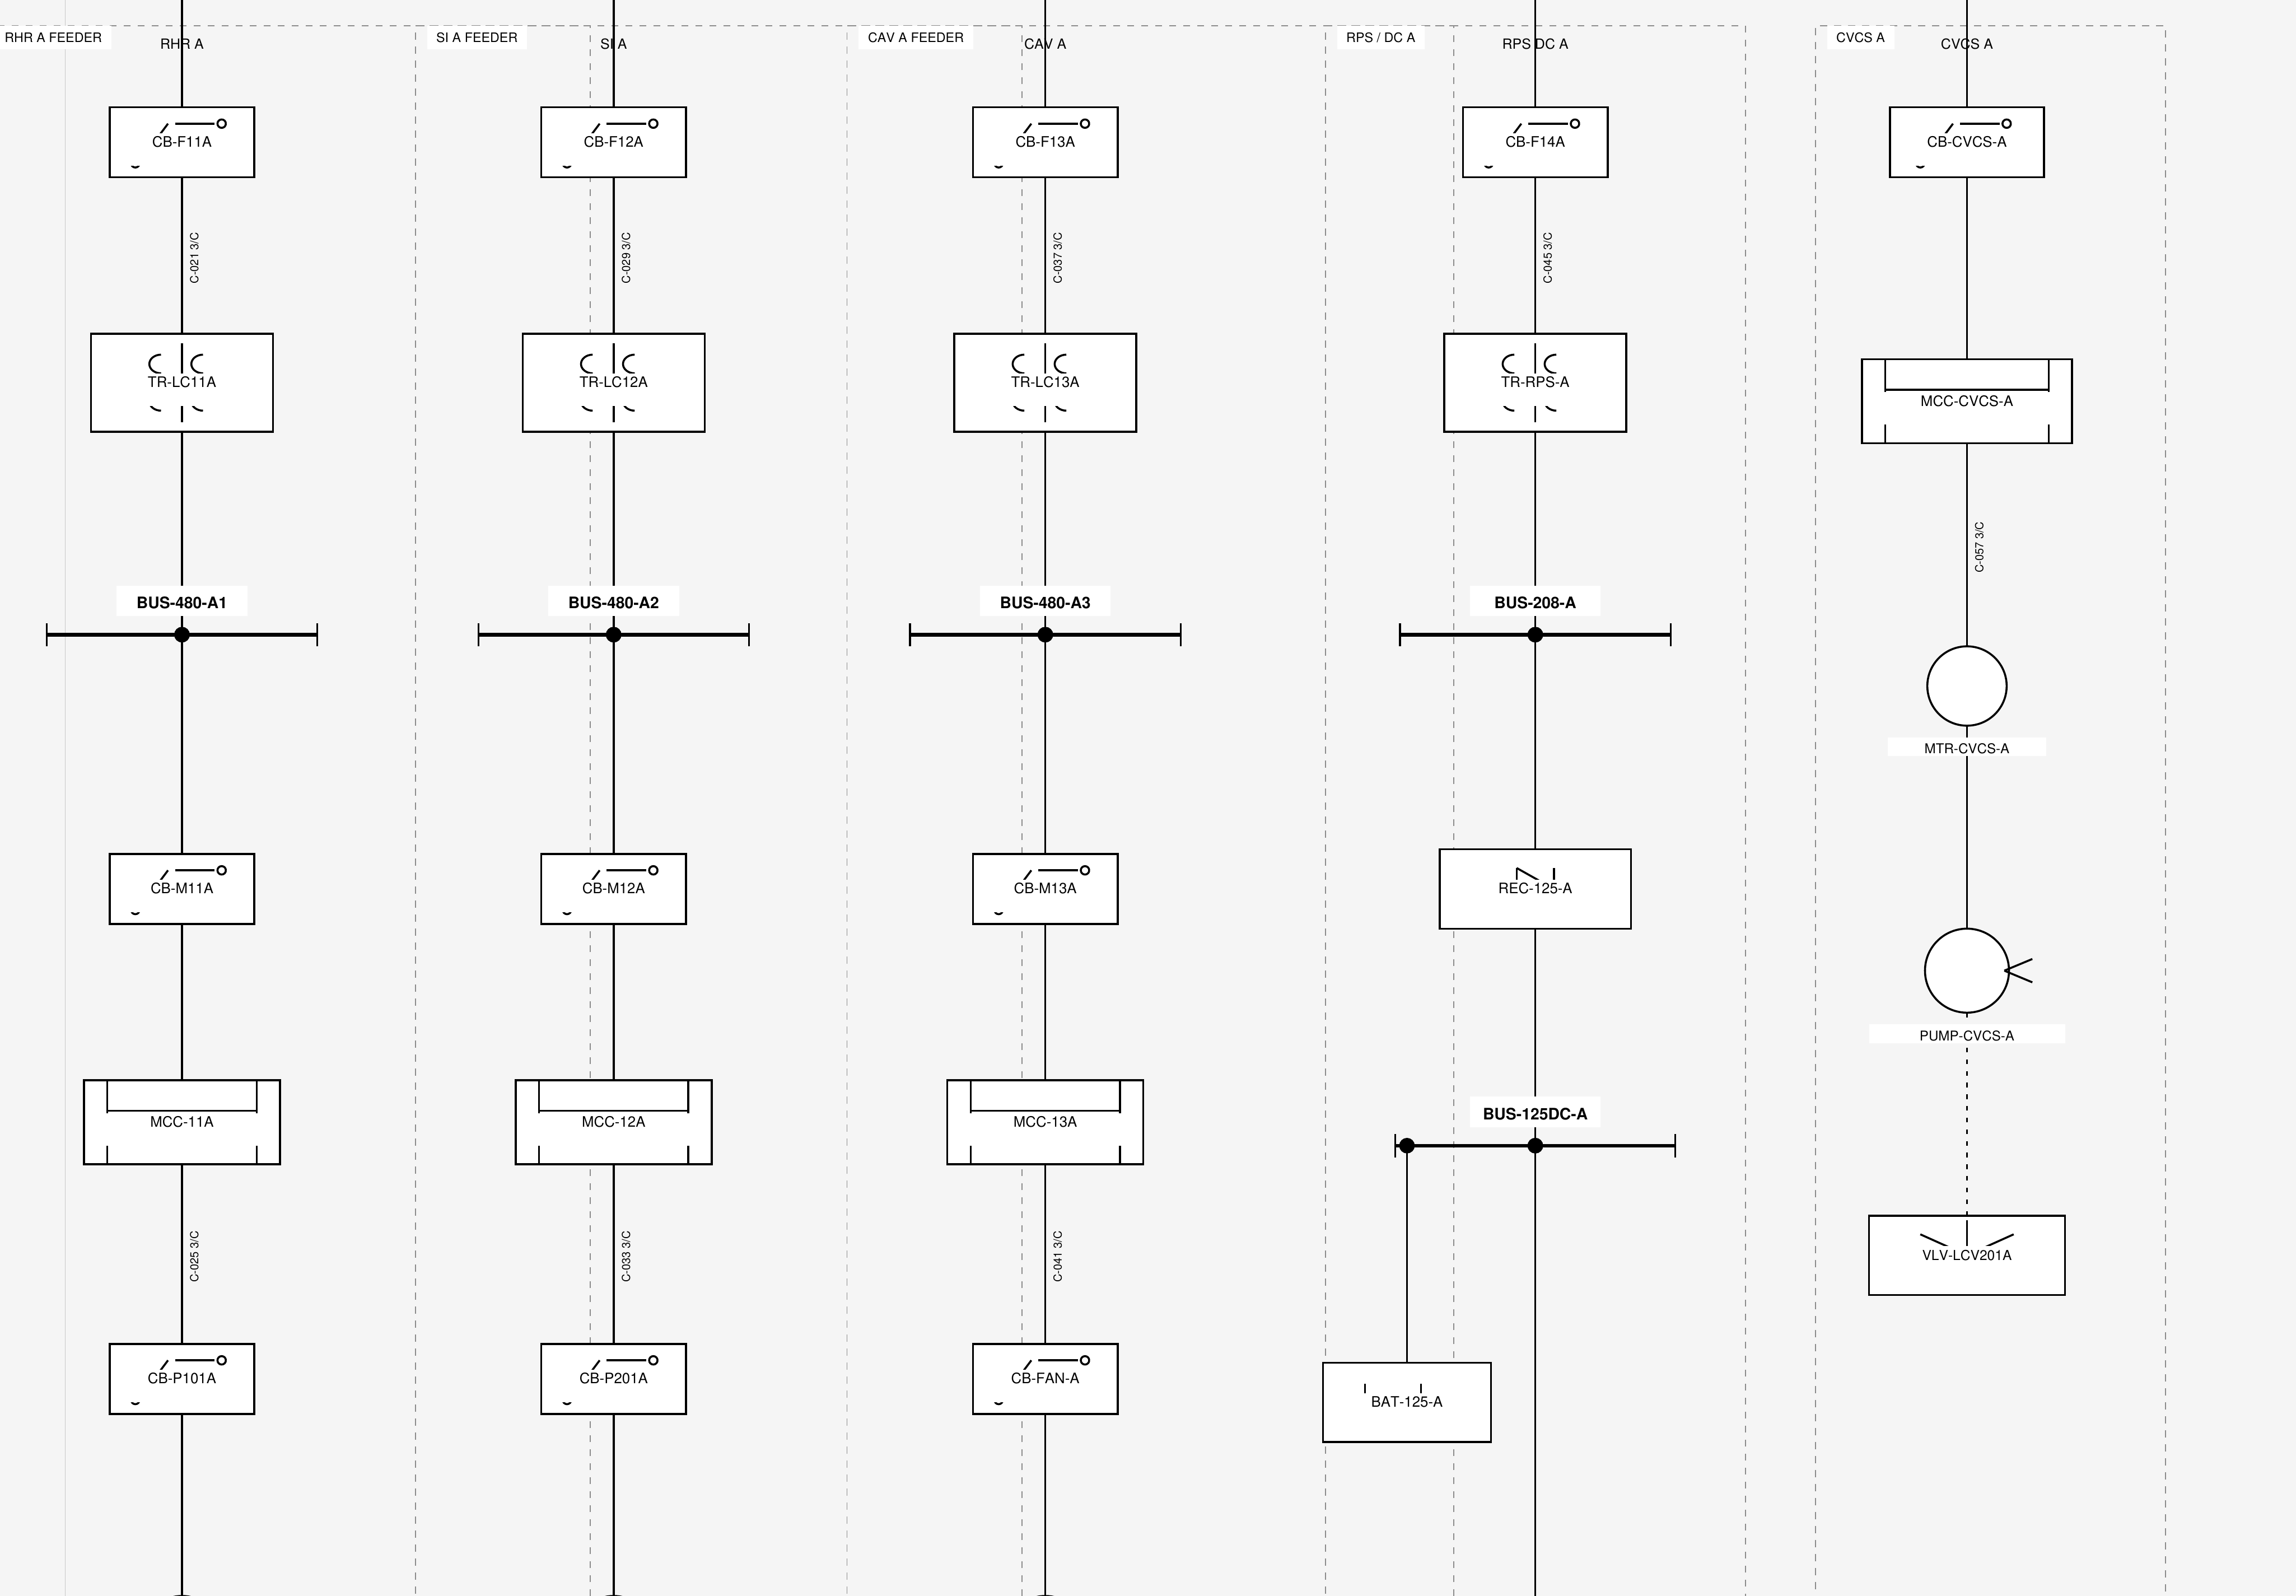 RHR A FEEDER
RHR A
SI A FEEDER
SI A
CAV A FEEDER
CAV A
RPS / DC A
RPS DC A
CVCS A
CVCS A
CB-F11A
CB-F12A
CB-F13A
CB-F14A
CB-CVCS-A
C-021 3/C
C-029 3/C
C-037 3/C
C-045 3/C
TR-LC11A
TR-LC12A
TR-LC13A
TR-RPS-A
MCC-CVCS-A
C-057 3/C
BUS-480-A1
BUS-480-A2
BUS-480-A3
BUS-208-A
MTR-CVCS-A
CB-M11A
CB-M12A
CB-M13A
REC-125-A
PUMP-CVCS-A
MCC-11A
MCC-12A
MCC-13A
BUS-125DC-A
C-025 3/C
C-033 3/C
C-041 3/C
VLV-LCV201A
CB-P101A
CB-P201A
CB-FAN-A
BAT-125-A